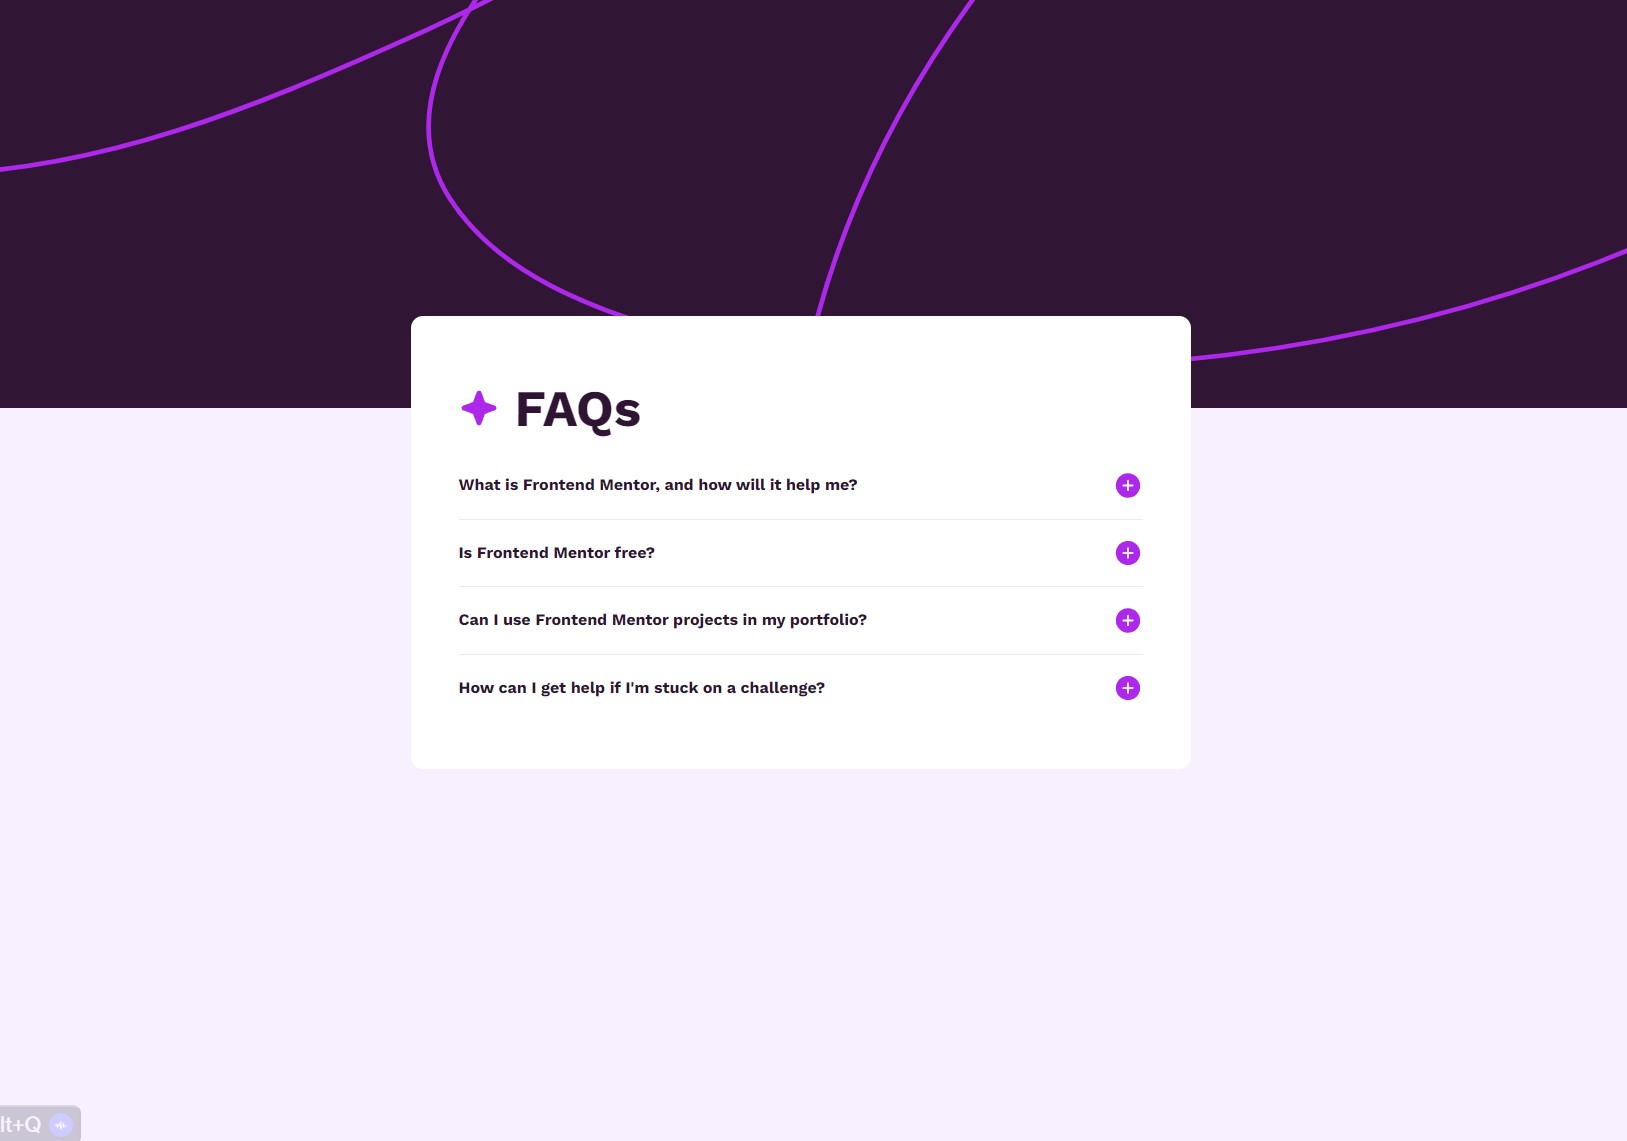 FAQs
What is Frontend Mentor, and how will it help me?
Is Frontend Mentor free?
Can I use Frontend Mentor projects in my portfolio?
How can I get help if I'm stuck on a challenge?
lt+Q